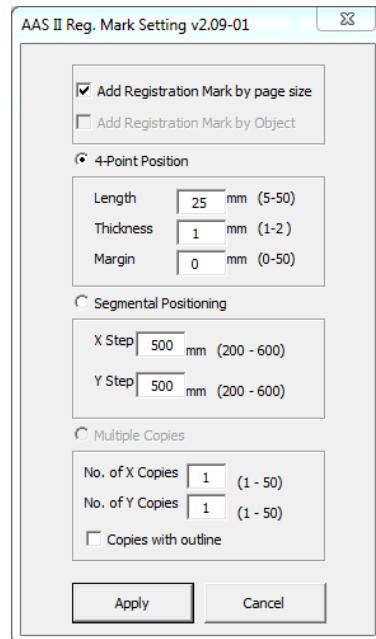 AAS II Reg. Mark Setting v2.09-01
Add Registration Mark by page size
Add Registration Mark by Object
4-Point Position
Length 25 mm (5-50)
Thickness 1 mm (1-2 )
Margin 0 mm (0-50)
Segmental Positioning
X Step 500 mm (200 - 600)
Y Step 500 mm (200 - 600)
Multiple Copies
No. of X Copies 1 (1 - 50)
No. of Y Copies 1 (1 - 50)
Copies with outline
Apply Cancel